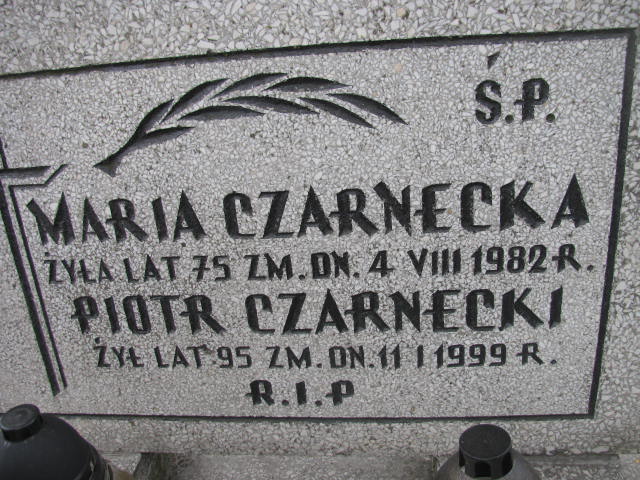 Ś.P.
MARIA CZARNECKA
ŻYŁA LAT 75 ZM. DN. 4 VIII 1982 R.
PIOTR CZARNECKI
ŻYŁ LAT 95 ZM. DN. 11 I 1999 R.
R.I.P